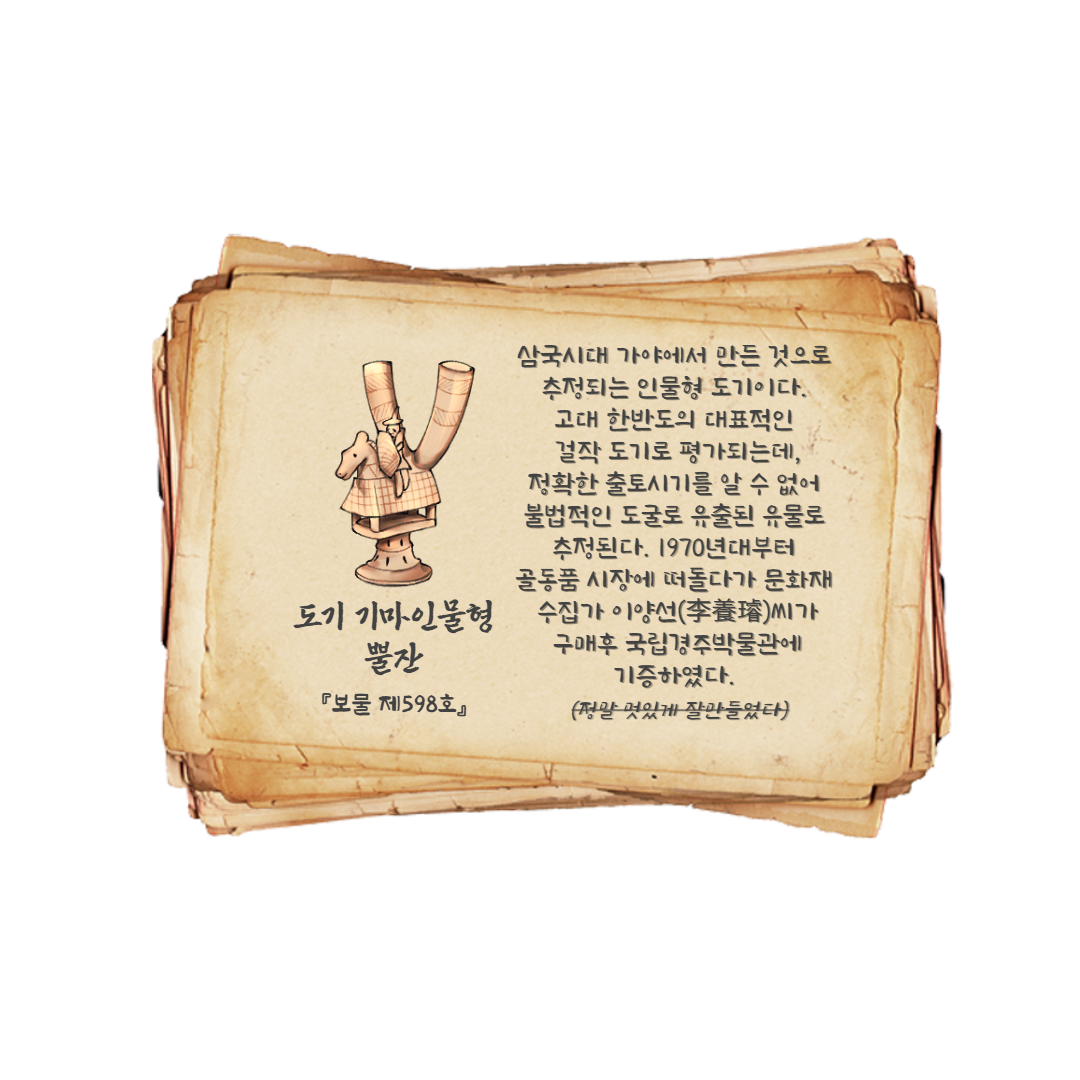 도기 기마인물형
뿔잔
『보물 제598호』
삼국시대 가야에서 만든 것으로
추정되는 인물형 도기이다.
고대 한반도의 대표적인
걸작 도기로 평가되는데,
정확한 출토시기를 알 수 없어
불법적인 도굴로 유출된 유물로
추정된다. 1970년대부터
골동품 시장에 떠돌다가 문화재
수집가 이양선(李養璿)씨가
구매후 국립경주박물관에
기증하였다.
(정말 멋있게 잘만들었다)